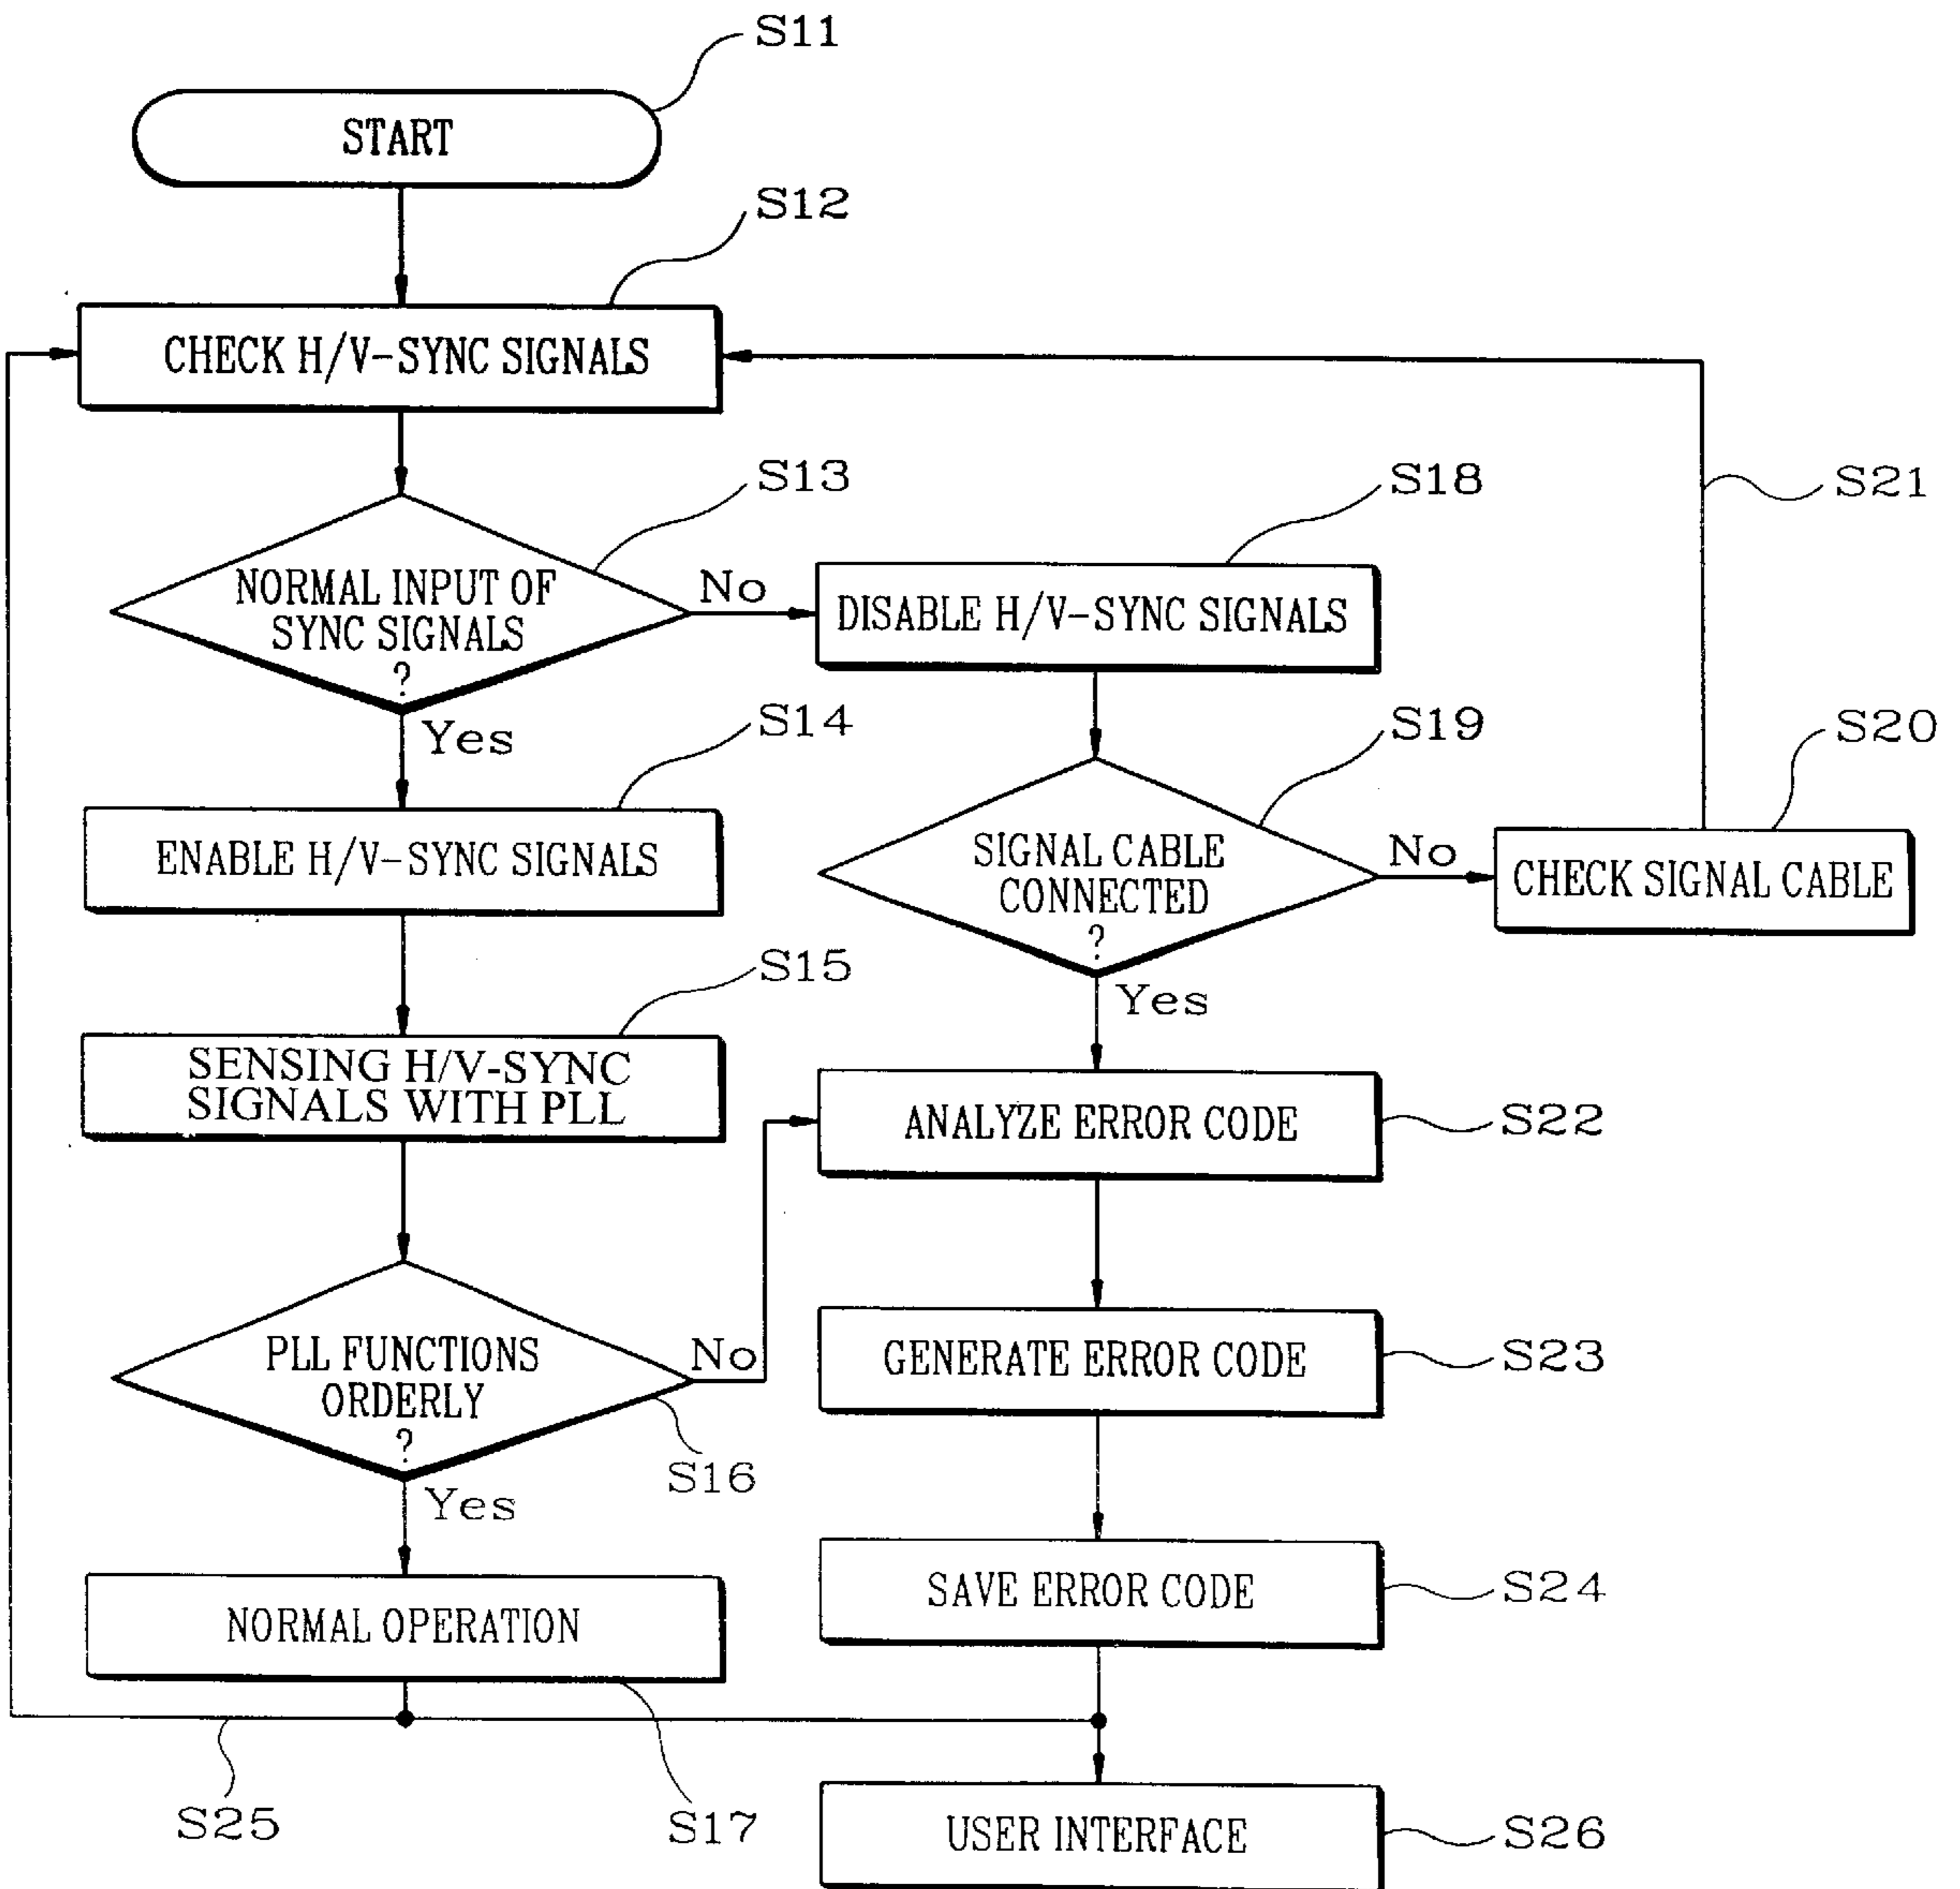 S11
START
S12
CHECK H/V-SYNC SIGNALS
S13
NORMAL INPUT OF
SYNC SIGNALS
?
No
Yes
S18
DISABLE H/V-SYNC SIGNALS
S21
S14
ENABLE H/V-SYNC SIGNALS
S19
SIGNAL CABLE
CONNECTED
?
No
Yes
S20
CHECK SIGNAL CABLE
S15
SENSING H/V-SYNC
SIGNALS WITH PLL
ANALYZE ERROR CODE
S22
PLL FUNCTIONS
ORDERLY
?
No
S16
Yes
GENERATE ERROR CODE
S23
NORMAL OPERATION
SAVE ERROR CODE
S24
S25
S17
USER INTERFACE
S26